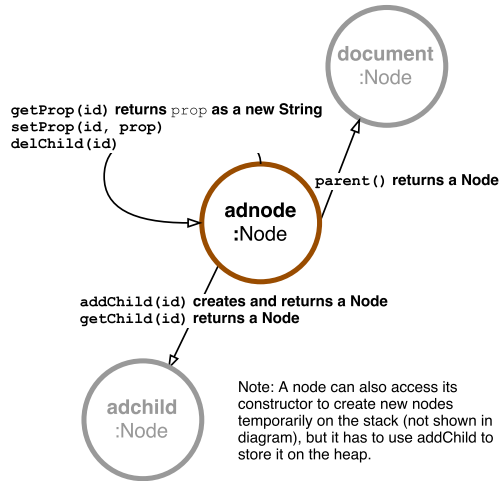 document
:Node
getProp(id) returns prop as a new String
setProp(id, prop)
delChild(id)
parent() returns a Node
adnode
:Node
addChild(id) creates and returns a Node
getChild(id) returns a Node
adchild
:Node
Note: A node can also access its
constructor to create new nodes
temporarily on the stack (not shown in
diagram), but it has to use addChild to
store it on the heap.